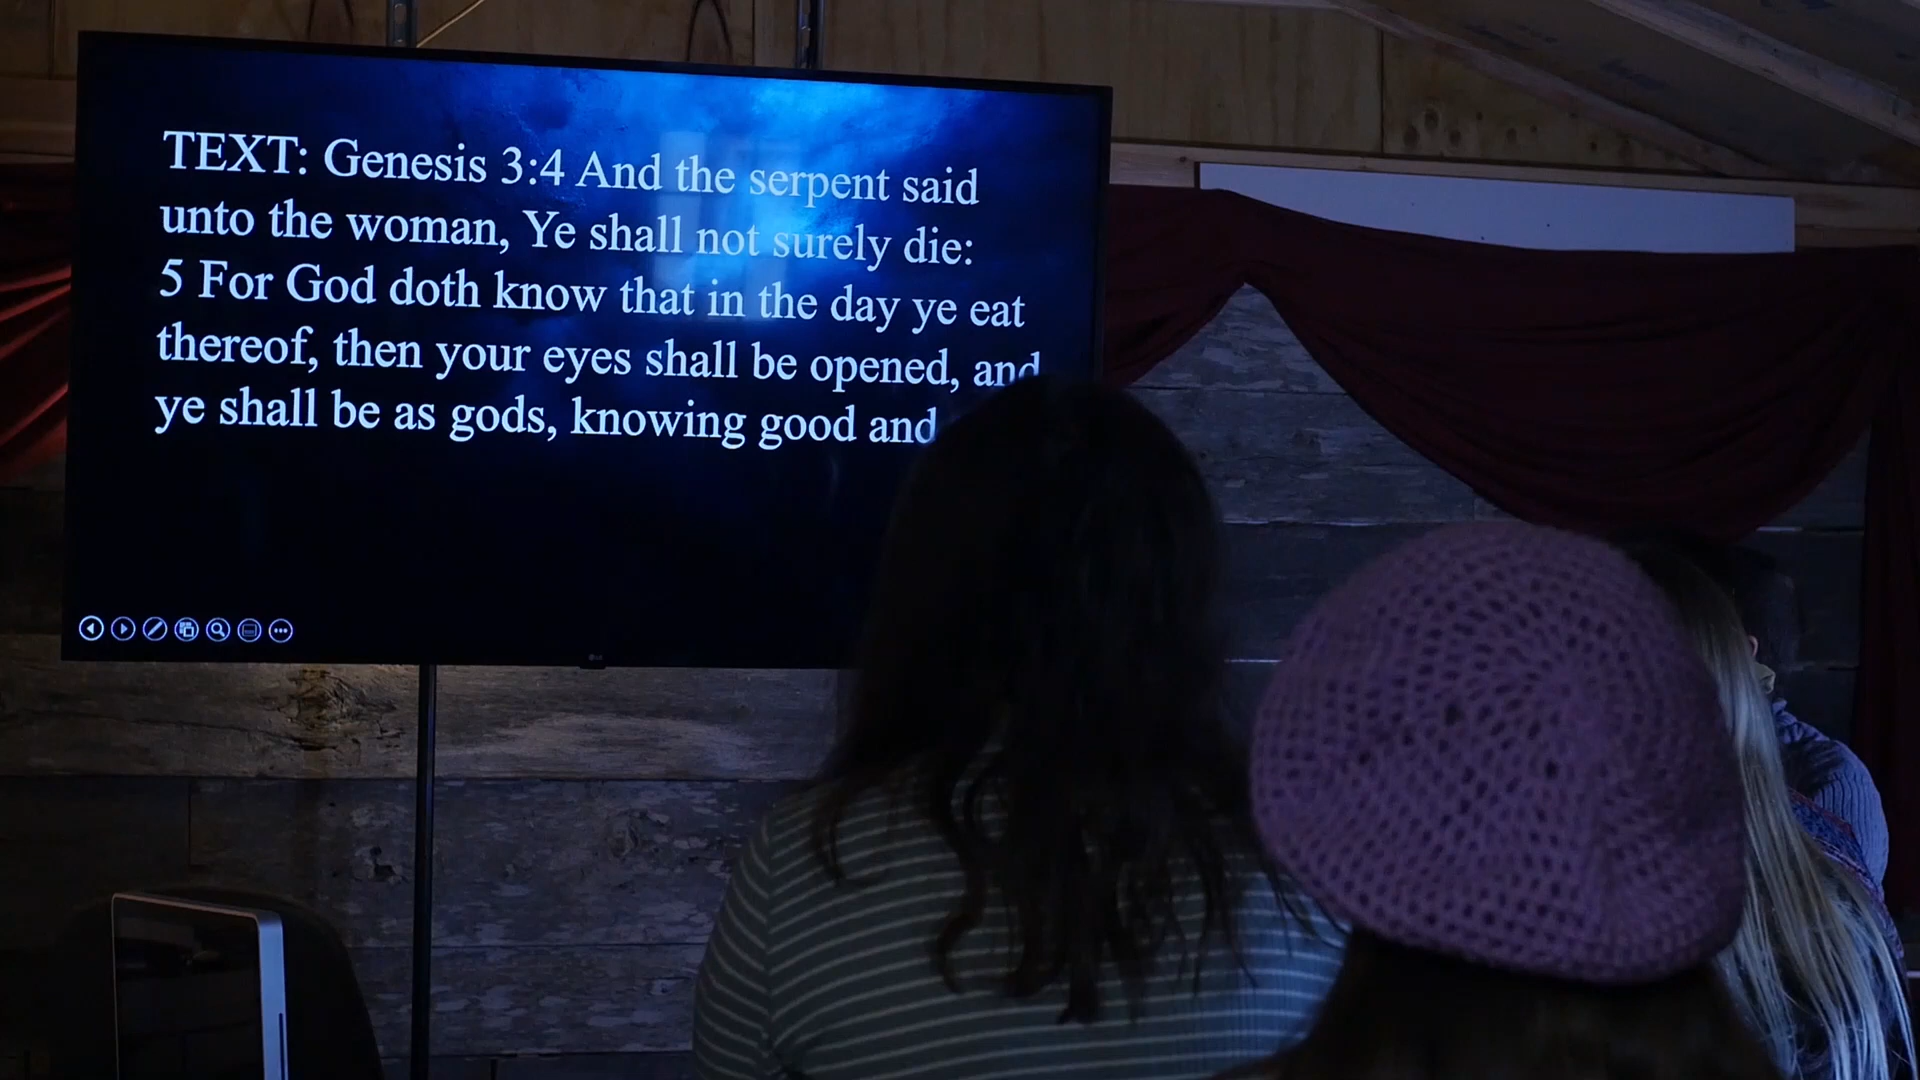 TEXT: Genesis 3:4 And the serpent said
unto the woman, Ye shall not surely die:
5 For God doth know that in the day ye eat
thereof, then your eyes shall be opened, and
ye shall be as gods, knowing good and